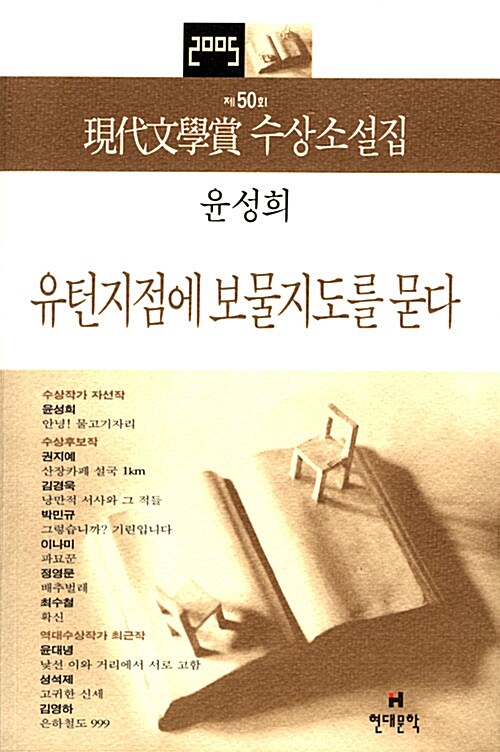 2005
제50회
現代文學賞 수상소설집
윤성희
유턴지점에 보물지도를 묻다
수상작가 자선작
윤성희
안녕! 물고기자리
수상후보작
권지예
산장카페 설국 1km
김경욱
낭만적 서사와 그 적들
박민규
그렇습니까? 기린입니다
이나미
파묘꾼
정영문
배추벌레
최수철
확신
역대수상작가 최근작
윤대녕
낯선 이와 거리에서 서로 고함
성석제
고귀한 신세
김영하
은하철도 999
현대문학